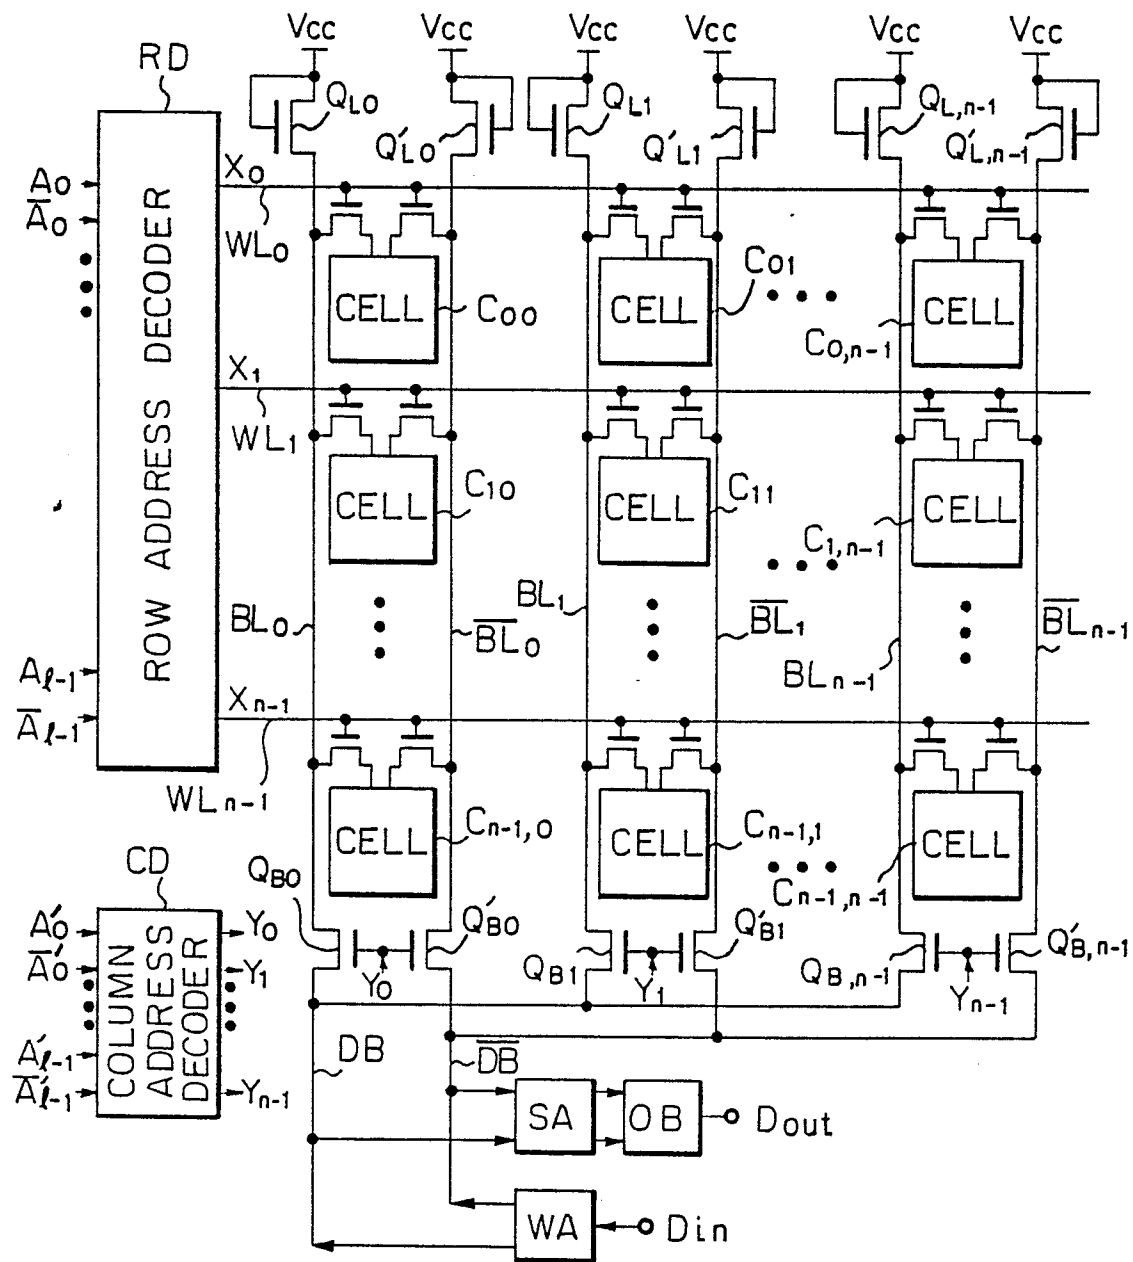 Vcc Vcc Vcc Vcc Vcc Vcc
RD
QL0 Q'L0 QL1 Q'L1 QL,n-1 Q'L,n-1
ROW ADDRESS DECODER
A0
A̅0
X0
WL0
CELL C00 CELL C01 C0,n-1 CELL
X1
WL1
CELL C10 CELL C11 C1,n-1 CELL
BL0 B̅L̅0 BL1 B̅L̅1 BLn-1 B̅L̅n-1
Aℓ-1
A̅ℓ-1
Xn-1
WLn-1
CELL Cn-1,0 CELL Cn-1,1 Cn-1,n-1 CELL
CD
QB0 Q'B0 QB1 Q'B1 QB,n-1 Q'B,n-1
COLUMN
ADDRESS
DECODER
A'0 Y0
A̅'0 Y1
A'ℓ-1
A̅'ℓ-1 Yn-1
Y0 Y1 Yn-1
DB D̅B̅
SA OB Dout
WA Din